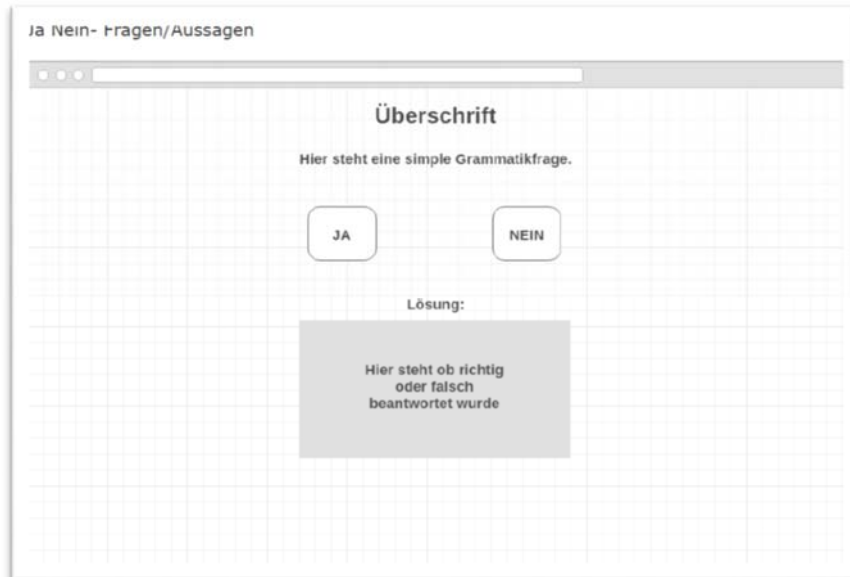 Ja Nein- Fragen/Aussagen
Überschrift
Hier steht eine simple Grammatikfrage.
JA
NEIN
Lösung:
Hier steht ob richtig
oder falsch
beantwortet wurde